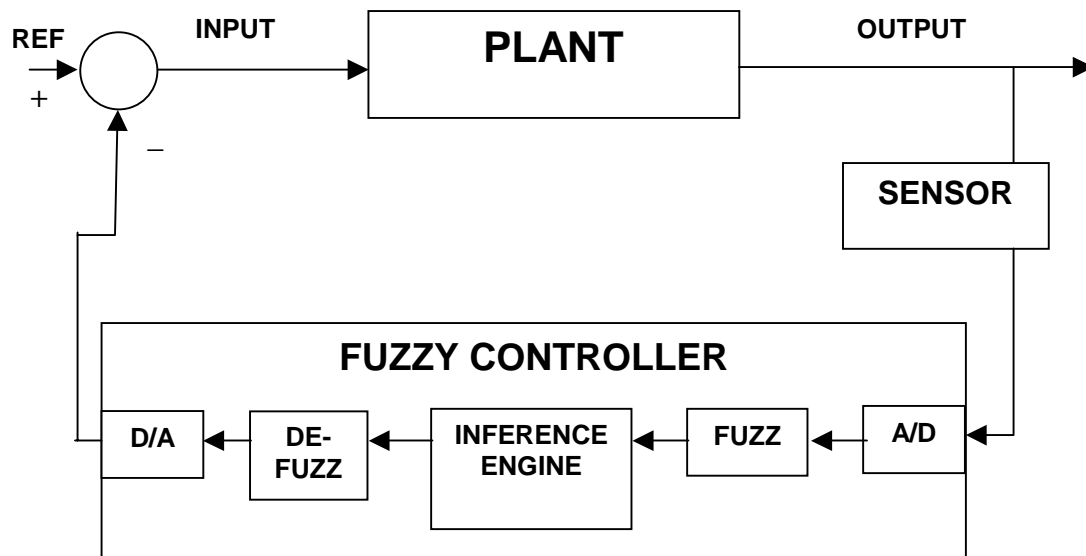 REF
INPUT
PLANT
OUTPUT
+
–
SENSOR
FUZZY CONTROLLER
D/A
DE-
FUZZ
INFERENCE
ENGINE
FUZZ
A/D